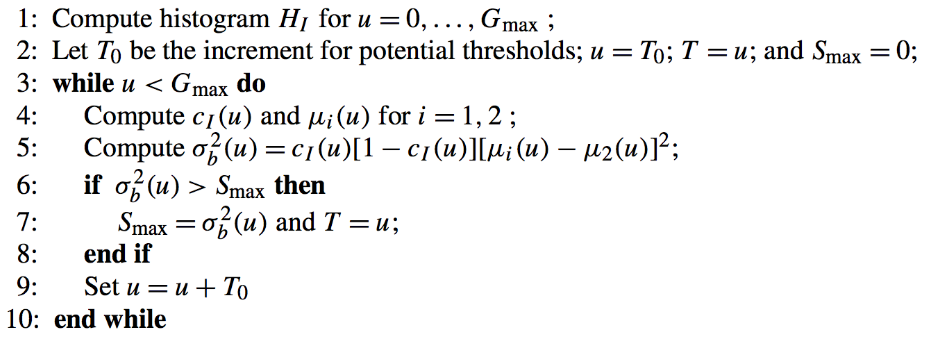 1: Compute histogram H_I for u = 0, . . . , G_max ;
2: Let T_0 be the increment for potential thresholds; u = T_0; T = u; and S_max = 0;
3: while u < G_max do
4: Compute c_I(u) and μ_i(u) for i = 1, 2 ;
5: Compute σ_b^2(u) = c_I(u)[1 − c_I(u)][μ_i(u) − μ_2(u)]^2;
6: if σ_b^2(u) > S_max then
7: S_max = σ_b^2(u) and T = u;
8: end if
9: Set u = u + T_0
10: end while